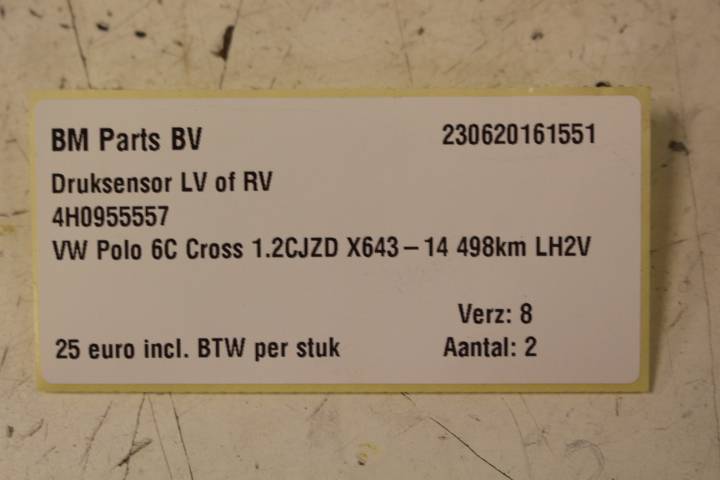 BM Parts BV 230620161551
Druksensor LV of RV
4H0955557
VW Polo 6C Cross 1.2CJZD X643-14 498km LH2V
Verz: 8
25 euro incl. BTW per stuk Aantal: 2